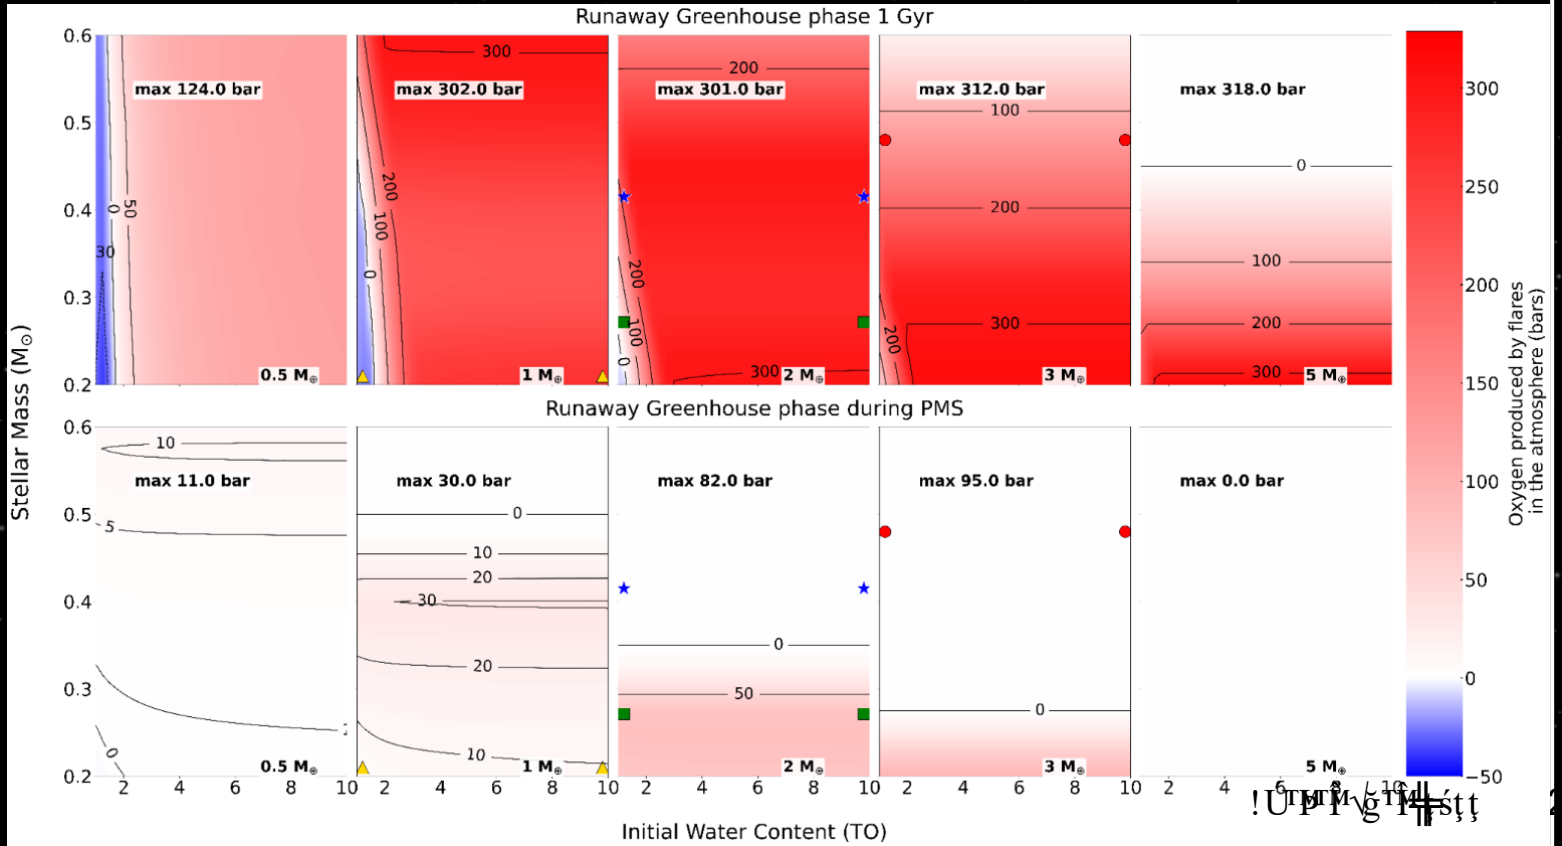 Runaway Greenhouse phase 1 Gyr
0.6
0.5
0.4
0.3
0.2
max 124.0 bar
0
50
30
0.5 M⊕
300
max 302.0 bar
200
100
0
1 M⊕
200
max 301.0 bar
200
100
0
300
2 M⊕
max 312.0 bar
100
200
300
200
3 M⊕
max 318.0 bar
0
100
200
300
5 M⊕
Runaway Greenhouse phase during PMS
0.6
0.5
0.4
0.3
0.2
10
max 11.0 bar
5
0
0.5 M⊕
max 30.0 bar
0
10
20
30
20
10
1 M⊕
max 82.0 bar
0
50
2 M⊕
max 95.0 bar
0
3 M⊕
max 0.0 bar
5 M⊕
2 4 6 8 10
2 4 6 8
2 4 6 8
2 4 6 8 10
2 4 6 8 10
Initial Water Content (TO)
Stellar Mass (M⊙)
300
250
200
150
100
50
0
−50
Oxygen produced by flares
in the atmosphere (bars)